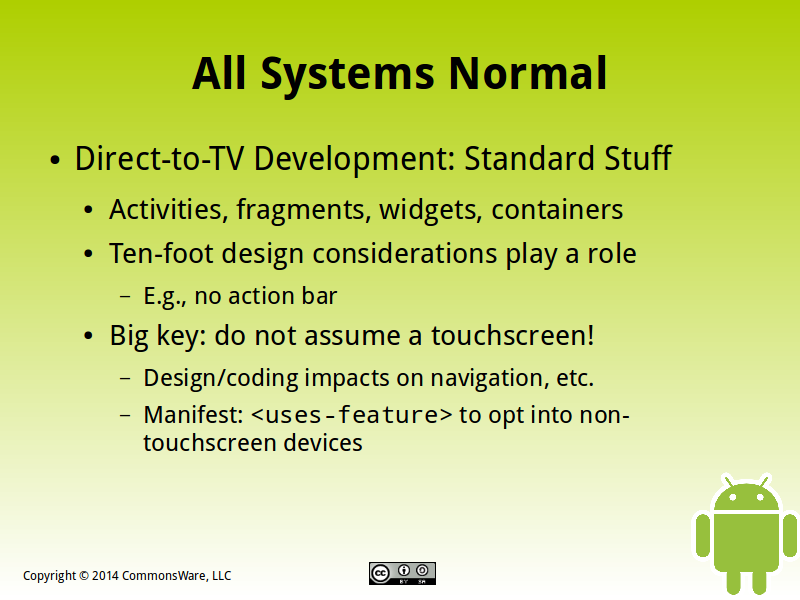 All Systems Normal
• Direct-to-TV Development: Standard Stuff
• Activities, fragments, widgets, containers
• Ten-foot design considerations play a role
– E.g., no action bar
• Big key: do not assume a touchscreen!
– Design/coding impacts on navigation, etc.
– Manifest: <uses-feature> to opt into non-
touchscreen devices
Copyright © 2014 CommonsWare, LLC
cc BY SA